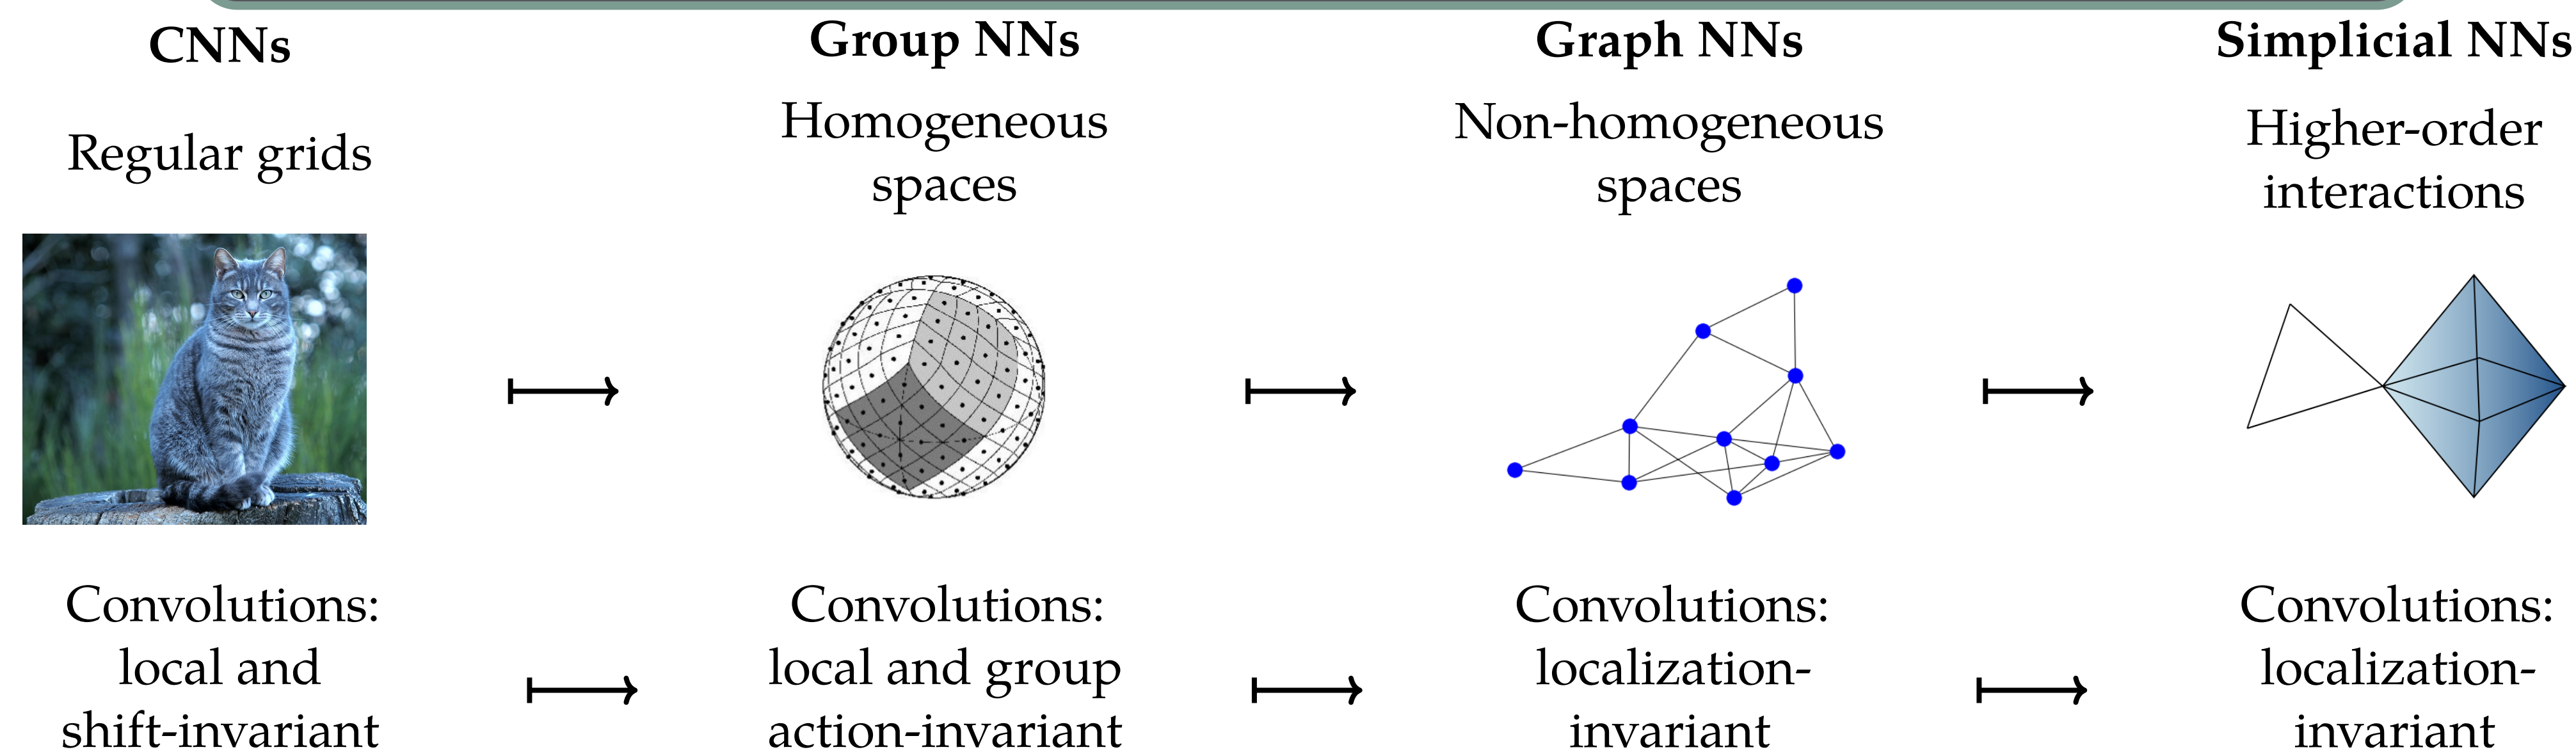 CNNs
Regular grids
Convolutions:
local and
shift-invariant
Group NNs
Homogeneous
spaces
Convolutions:
local and group
action-invariant
Graph NNs
Non-homogeneous
spaces
Convolutions:
localization-
invariant
Simplicial NNs
Higher-order
interactions
Convolutions:
localization-
invariant